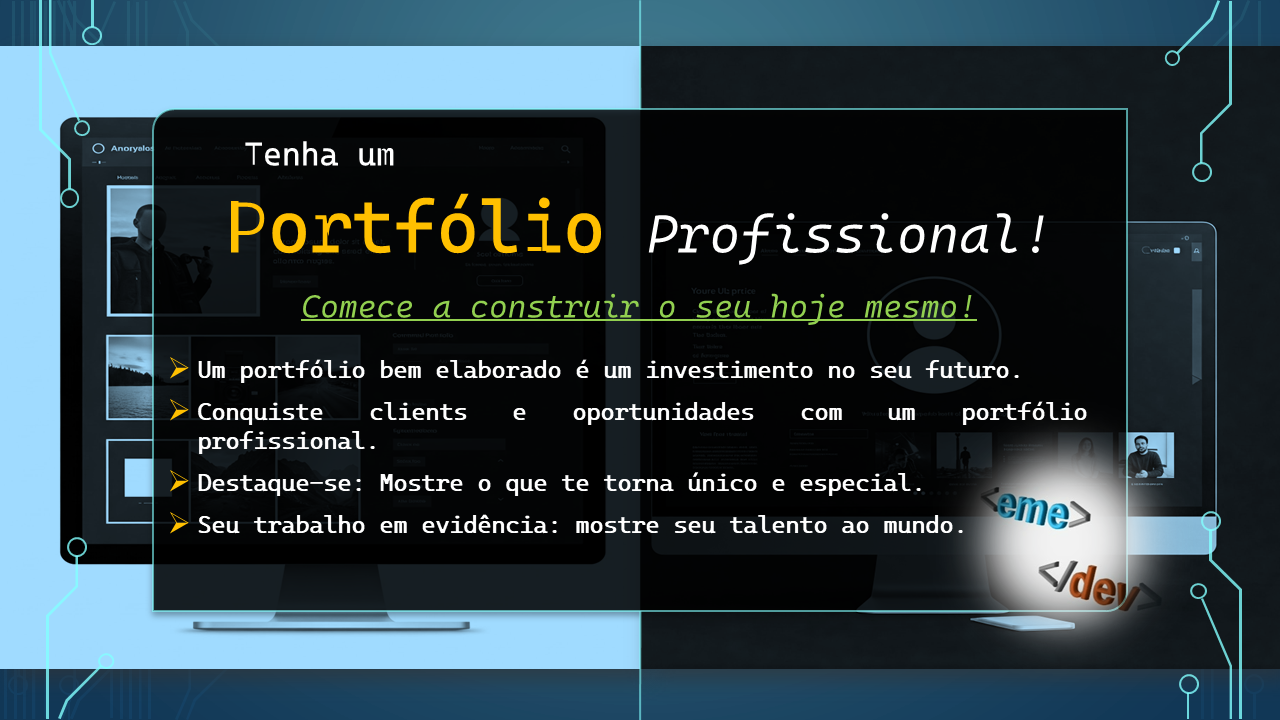 Tenha um
Portfólio Profissional!
Comece a construir o seu hoje mesmo!
Um portfólio bem elaborado é um investimento no seu futuro.
Conquiste clients e oportunidades com um portfólio
profissional.
Destaque-se: Mostre o que te torna único e especial.
Seu trabalho em evidência: mostre seu talento ao mundo.
<eme>
</dev>